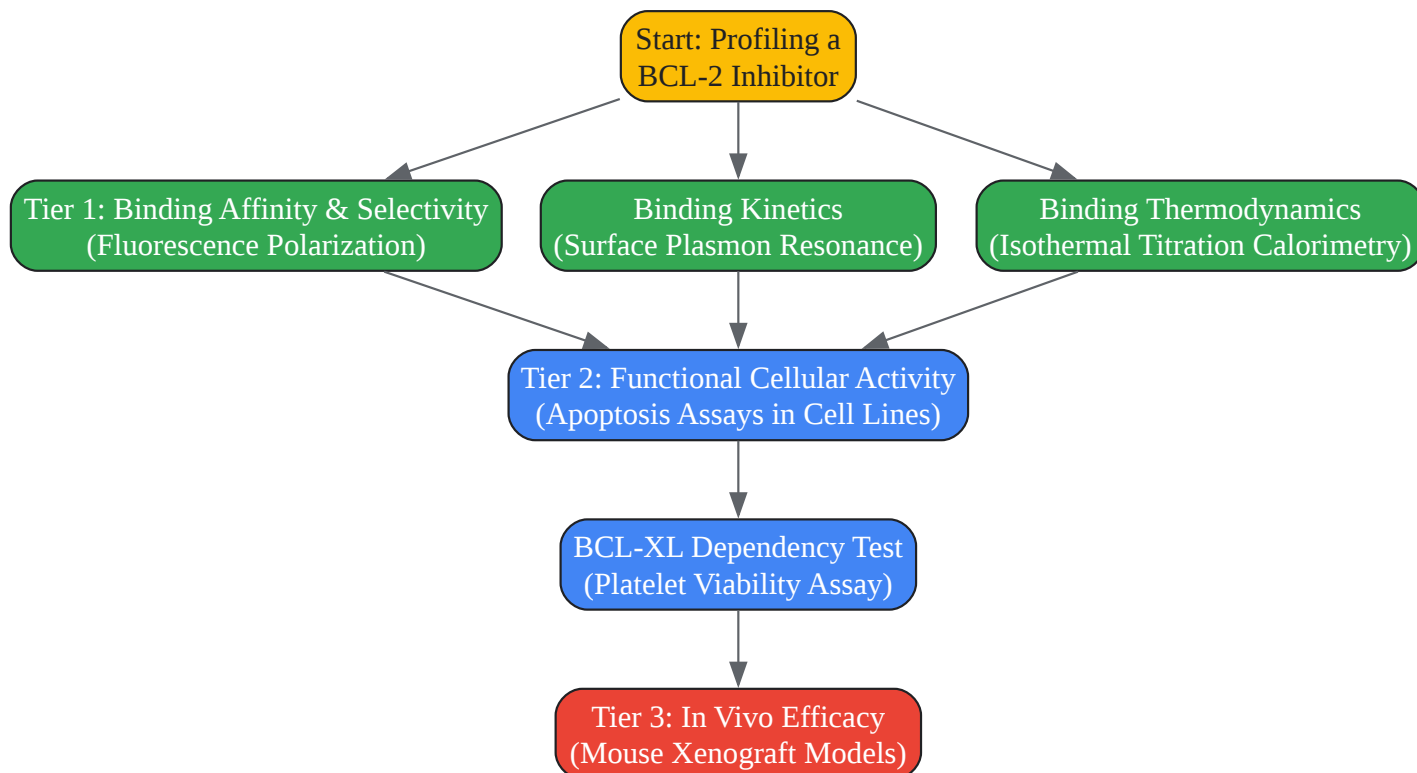 Start: Profiling a
BCL-2 Inhibitor
Tier 1: Binding Affinity & Selectivity
(Fluorescence Polarization)
Binding Kinetics
(Surface Plasmon Resonance)
Binding Thermodynamics
(Isothermal Titration Calorimetry)
Tier 2: Functional Cellular Activity
(Apoptosis Assays in Cell Lines)
BCL-XL Dependency Test
(Platelet Viability Assay)
Tier 3: In Vivo Efficacy
(Mouse Xenograft Models)